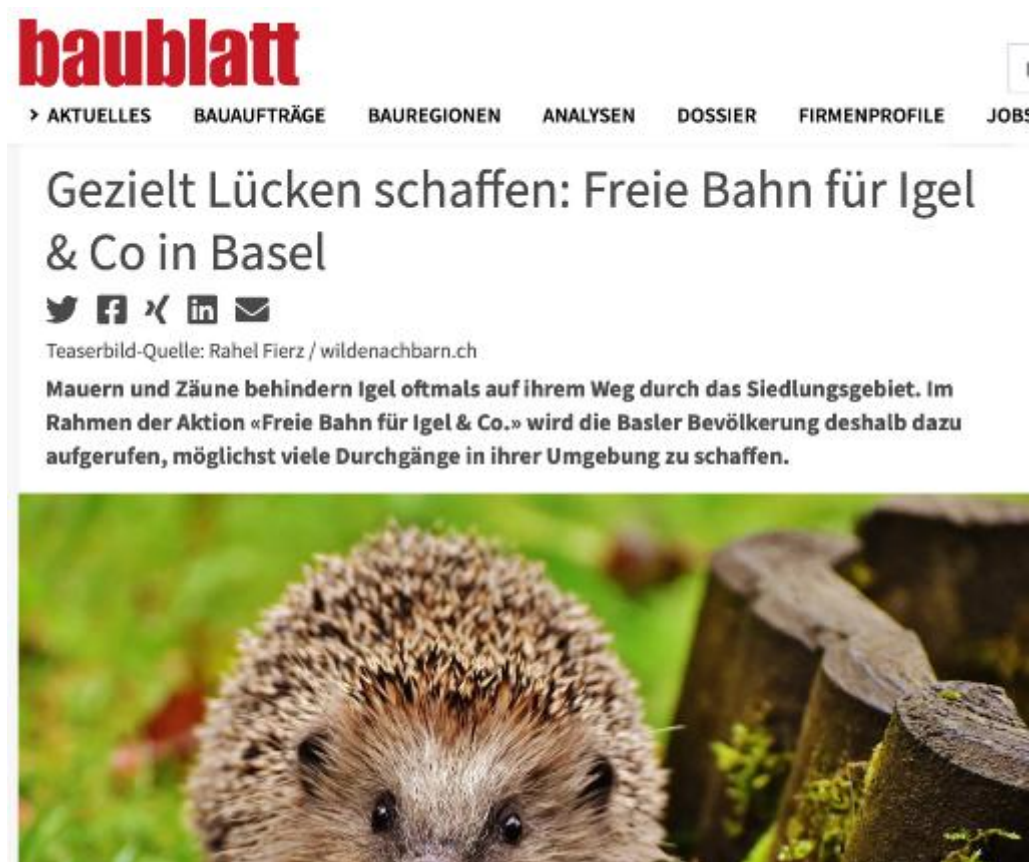 baublatt
> AKTUELLES BAUAUFTRÄGE BAUREGIONEN ANALYSEN DOSSIER FIRMENPROFILE JOBS
Gezielt Lücken schaffen: Freie Bahn für Igel
& Co in Basel
Teaserbild-Quelle: Rahel Fierz / wildenachbarn.ch
Mauern und Zäune behindern Igel oftmals auf ihrem Weg durch das Siedlungsgebiet. Im
Rahmen der Aktion «Freie Bahn für Igel & Co.» wird die Basler Bevölkerung deshalb dazu
aufgerufen, möglichst viele Durchgänge in ihrer Umgebung zu schaffen.